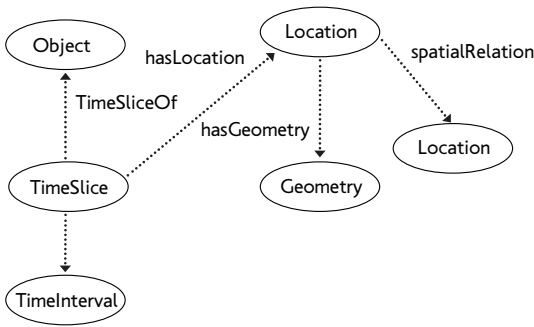 Object
Location
hasLocation
spatialRelation
TimeSliceOf
hasGeometry
Location
TimeSlice
Geometry
TimeInterval